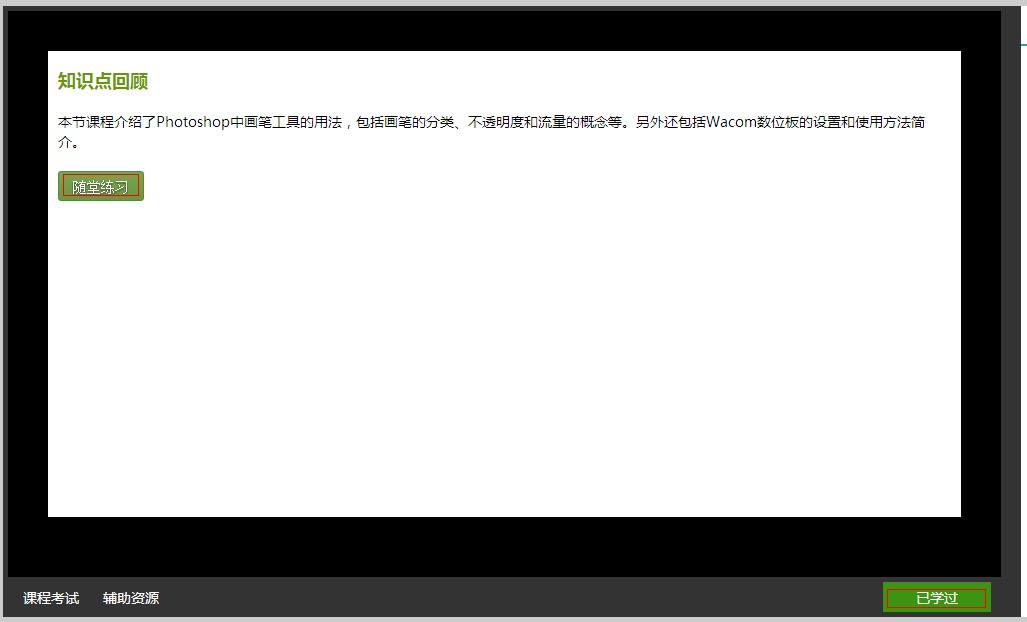 知识点回顾
本节课程介绍了Photoshop中画笔工具的用法，包括画笔的分类、不透明度和流量的概念等。另外还包括Wacom数位板的设置和使用方法简
介。
随堂练习
课程考试 辅助资源 已学过